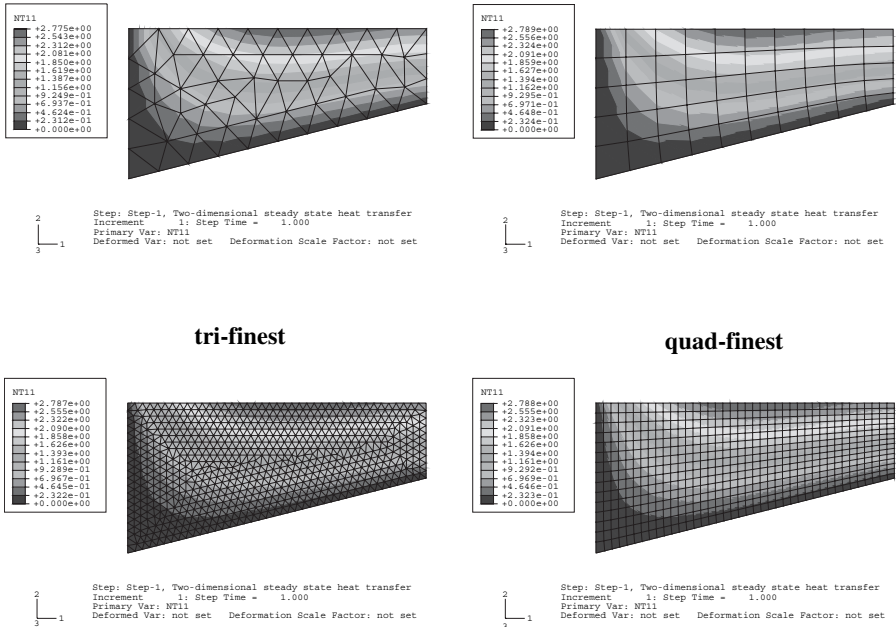 NT11
+2.775e+00
+2.543e+00
+2.312e+00
+2.081e+00
+1.850e+00
+1.619e+00
+1.387e+00
+1.156e+00
+9.249e-01
+6.937e-01
+4.624e-01
+2.312e-01
+0.000e+00
2
1
3
Step: Step-1, Two-dimensional steady state heat transfer
Increment 1: Step Time = 1.000
Primary Var: NT11
Deformed Var: not set Deformation Scale Factor: not set
NT11
+2.789e+00
+2.556e+00
+2.324e+00
+2.091e+00
+1.859e+00
+1.627e+00
+1.394e+00
+1.162e+00
+9.295e-01
+6.971e-01
+4.648e-01
+2.324e-01
+0.000e+00
2
1
3
Step: Step-1, Two-dimensional steady state heat transfer
Increment 1: Step Time = 1.000
Primary Var: NT11
Deformed Var: not set Deformation Scale Factor: not set
tri-finest
NT11
+2.787e+00
+2.555e+00
+2.322e+00
+2.090e+00
+1.858e+00
+1.626e+00
+1.393e+00
+1.161e+00
+9.289e-01
+6.967e-01
+4.645e-01
+2.322e-01
+0.000e+00
2
1
3
Step: Step-1, Two-dimensional steady state heat transfer
Increment 1: Step Time = 1.000
Primary Var: NT11
Deformed Var: not set Deformation Scale Factor: not set
quad-finest
NT11
+2.788e+00
+2.555e+00
+2.323e+00
+2.091e+00
+1.858e+00
+1.626e+00
+1.394e+00
+1.161e+00
+9.292e-01
+6.969e-01
+4.646e-01
+2.323e-01
+0.000e+00
2
1
3
Step: Step-1, Two-dimensional steady state heat transfer
Increment 1: Step Time = 1.000
Primary Var: NT11
Deformed Var: not set Deformation Scale Factor: not set